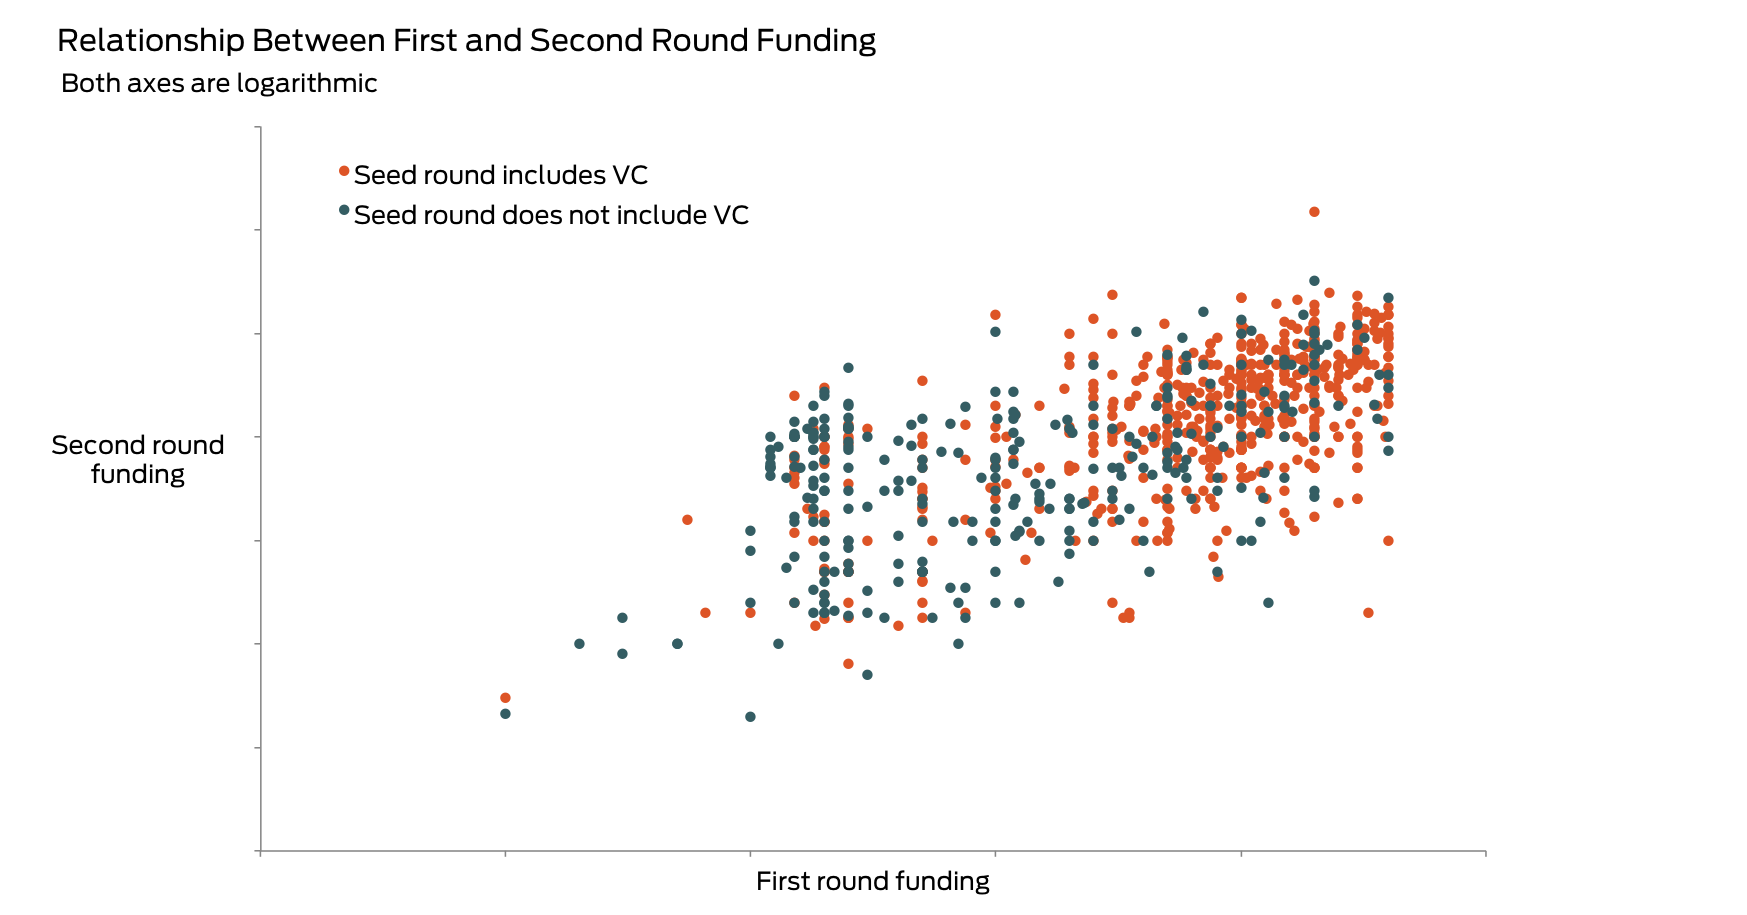 Relationship Between First and Second Round Funding
Both axes are logarithmic
Seed round includes VC
Seed round does not include VC
Second round
funding
First round funding